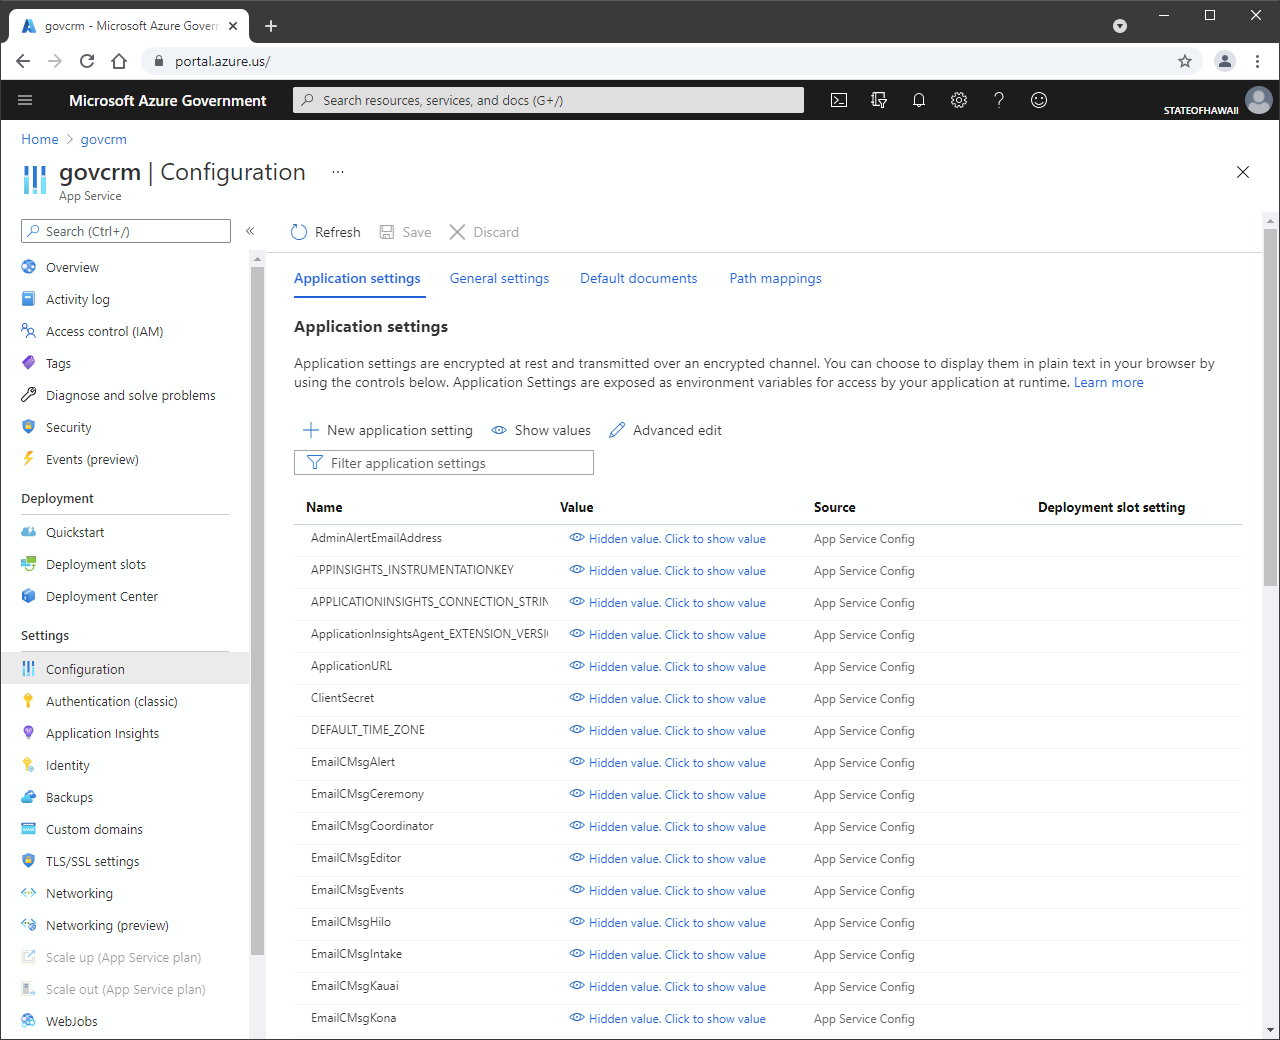 govcrm - Microsoft Azure Govern
portal.azure.us/
Microsoft Azure Government
Search resources, services, and docs (G+/)
STATEOFHAWAII
Home > govcrm
govcrm | Configuration ...
App Service
Search (Ctrl+/)
«
Refresh Save Discard
Overview
Activity log
Access control (IAM)
Tags
Diagnose and solve problems
Security
Events (preview)
Deployment
Quickstart
Deployment slots
Deployment Center
Settings
Configuration
Authentication (classic)
Application Insights
Identity
Backups
Custom domains
TLS/SSL settings
Networking
Networking (preview)
Scale up (App Service plan)
Scale out (App Service plan)
WebJobs
Application settings General settings Default documents Path mappings
Application settings
Application settings are encrypted at rest and transmitted over an encrypted channel. You can choose to display them in plain text in your browser by
using the controls below. Application Settings are exposed as environment variables for access by your application at runtime. Learn more
New application setting Show values Advanced edit
Filter application settings
Name Value Source Deployment slot setting
AdminAlertEmailAddress Hidden value. Click to show value App Service Config
APPINSIGHTS_INSTRUMENTATIONKEY Hidden value. Click to show value App Service Config
APPLICATIONINSIGHTS_CONNECTION_STRIN Hidden value. Click to show value App Service Config
ApplicationInsightsAgent_EXTENSION_VERSI Hidden value. Click to show value App Service Config
ApplicationURL Hidden value. Click to show value App Service Config
ClientSecret Hidden value. Click to show value App Service Config
DEFAULT_TIME_ZONE Hidden value. Click to show value App Service Config
EmailCMsgAlert Hidden value. Click to show value App Service Config
EmailCMsgCeremony Hidden value. Click to show value App Service Config
EmailCMsgCoordinator Hidden value. Click to show value App Service Config
EmailCMsgEditor Hidden value. Click to show value App Service Config
EmailCMsgEvents Hidden value. Click to show value App Service Config
EmailCMsgHilo Hidden value. Click to show value App Service Config
EmailCMsgIntake Hidden value. Click to show value App Service Config
EmailCMsgKauai Hidden value. Click to show value App Service Config
EmailCMsgKona Hidden value. Click to show value App Service Config